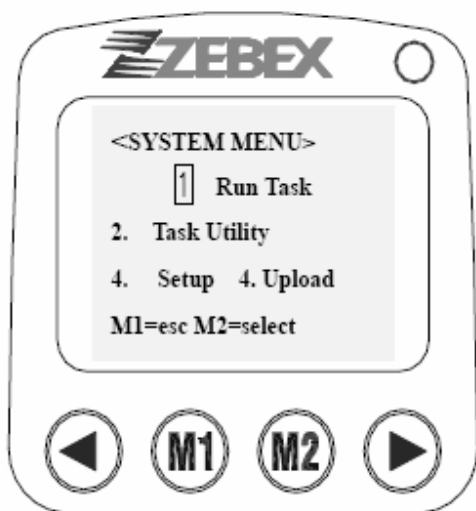 ZEBEX
<SYSTEM MENU>
1 Run Task
2. Task Utility
4. Setup 4. Upload
M1=esc M2=select
M1 M2